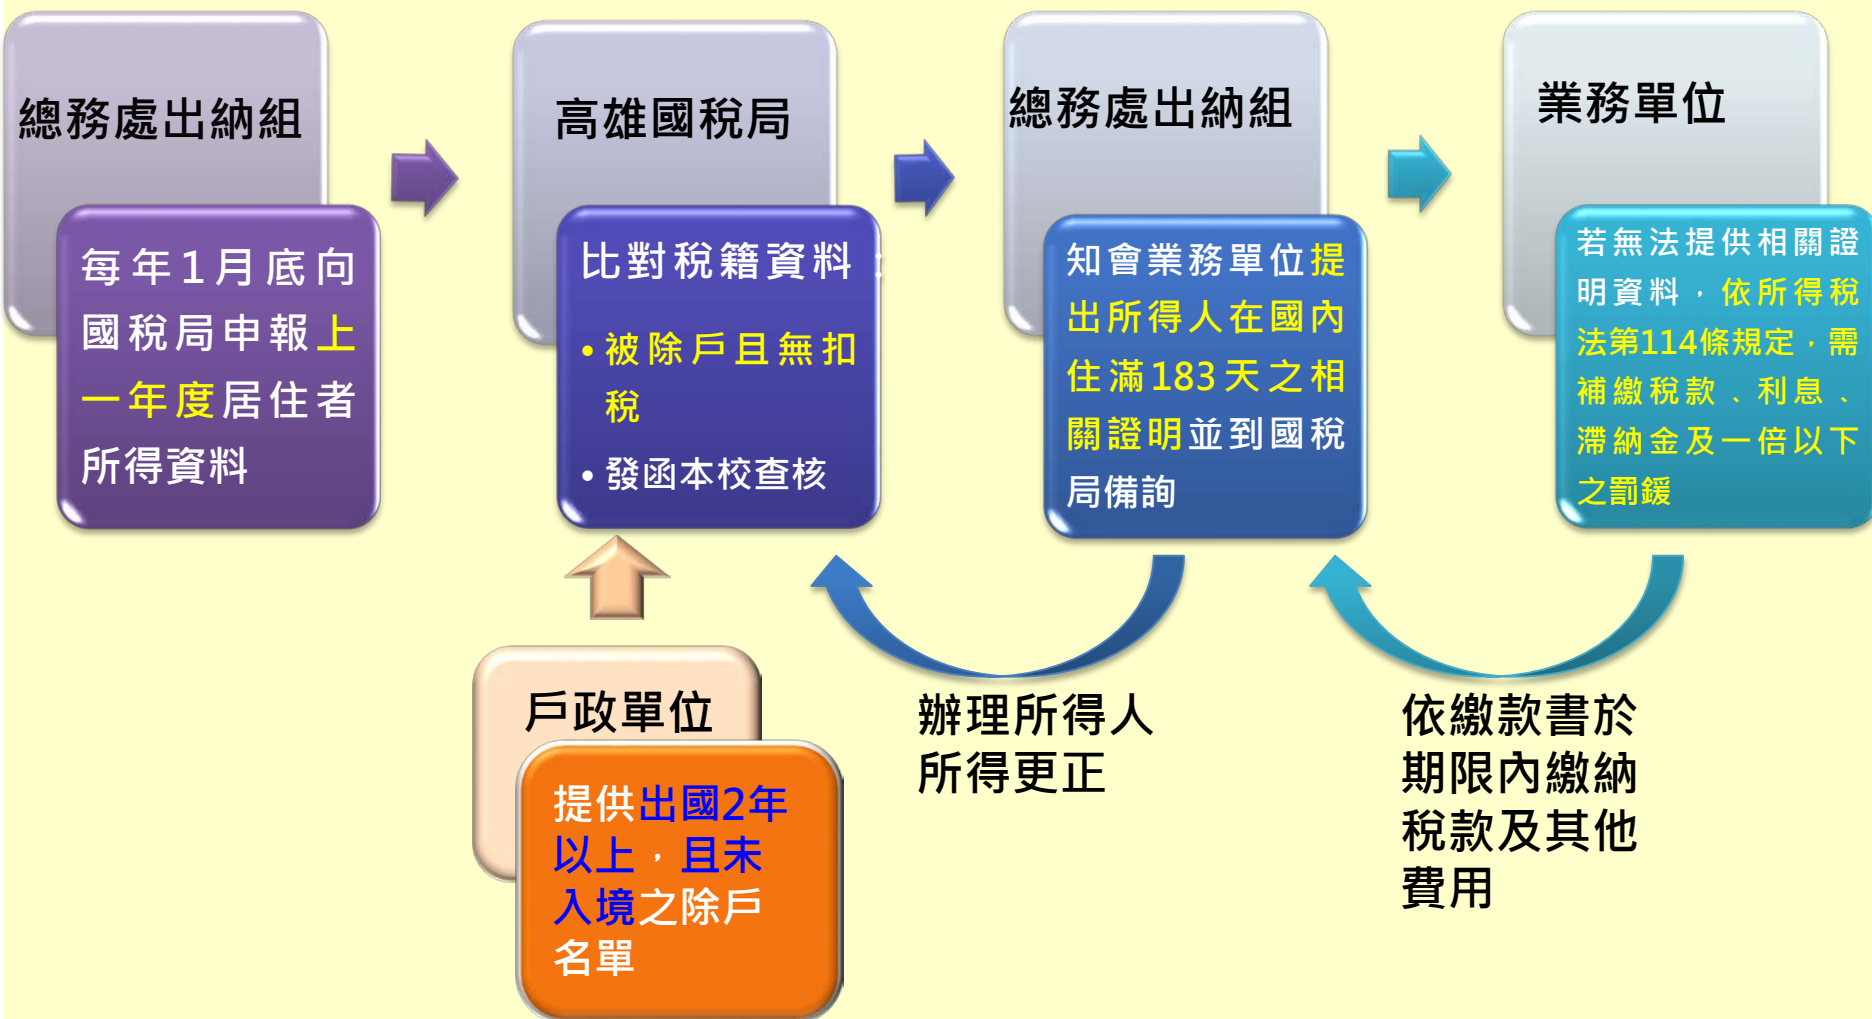 總務處出納組
每年1月底向
國稅局申報上
一年度居住者
所得資料
高雄國稅局
比對稅籍資料：
•被除戶且無扣
稅
•發函本校查核
總務處出納組
知會業務單位提
出所得人在國內
住滿183天之相
關證明並到國稅
局備詢
業務單位
若無法提供相關證
明資料，依所得稅
法第114條規定，需
補繳稅款、利息、
滯納金及一倍以下
之罰鍰
戶政單位
提供出國2年
以上，且未
入境之除戶
名單
辦理所得人
所得更正
依繳款書於
期限內繳納
稅款及其他
費用